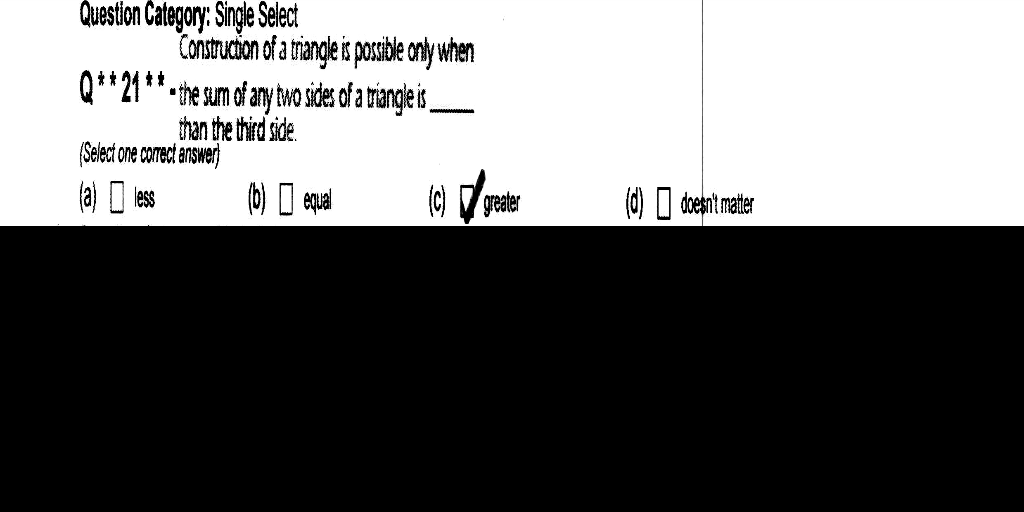 Question Category: Single Select
Construction of a triangle is possible only when
Q**21**- the sum of any two sides of a triangle is _____
than the third side.
(Select one correct answer)
(a) less (b) equal (c) greater (d) doesn't matter